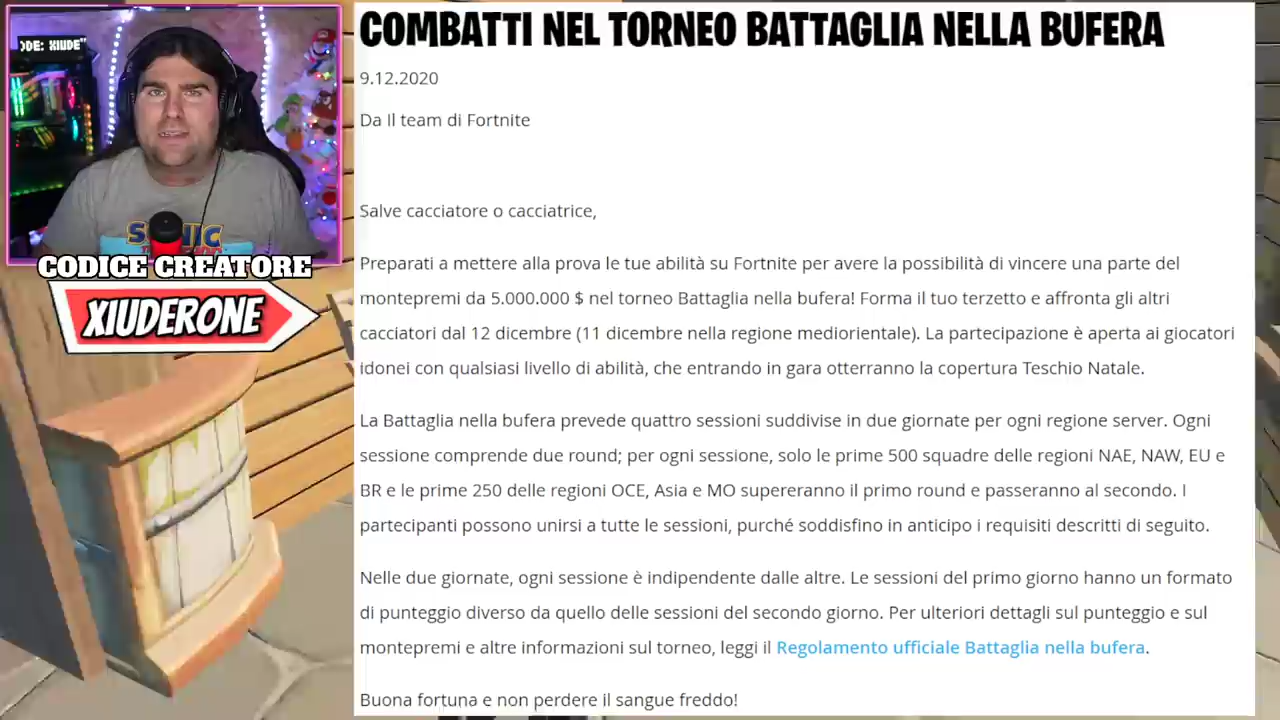 ODE: XIUDE"
SONIC
CODICE CREATORE
XIUDERONE
COMBATTI NEL TORNEO BATTAGLIA NELLA BUFERA
9.12.2020
Da Il team di Fortnite
Salve cacciatore o cacciatrice,
Preparati a mettere alla prova le tue abilità su Fortnite per avere la possibilità di vincere una parte del
montepremi da 5.000.000 $ nel torneo Battaglia nella bufera! Forma il tuo terzetto e affronta gli altri
cacciatori dal 12 dicembre (11 dicembre nella regione mediorientale). La partecipazione è aperta ai giocatori
idonei con qualsiasi livello di abilità, che entrando in gara otterranno la copertura Teschio Natale.
La Battaglia nella bufera prevede quattro sessioni suddivise in due giornate per ogni regione server. Ogni
sessione comprende due round; per ogni sessione, solo le prime 500 squadre delle regioni NAE, NAW, EU e
BR e le prime 250 delle regioni OCE, Asia e MO supereranno il primo round e passeranno al secondo. I
partecipanti possono unirsi a tutte le sessioni, purché soddisfino in anticipo i requisiti descritti di seguito.
Nelle due giornate, ogni sessione è indipendente dalle altre. Le sessioni del primo giorno hanno un formato
di punteggio diverso da quello delle sessioni del secondo giorno. Per ulteriori dettagli sul punteggio e sul
montepremi e altre informazioni sul torneo, leggi il Regolamento ufficiale Battaglia nella bufera.
Buona fortuna e non perdere il sangue freddo!